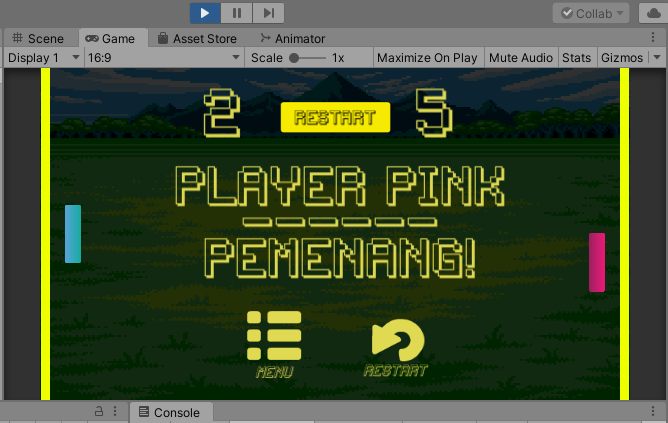 Collab
Scene
Game
Asset Store
Animator
Display 1
16:9
Scale
1x
Maximize On Play
Mute Audio
Stats
Gizmos
2
RESTART
5
PLAYER PINK
------
PEMENANG!
MENU
RESTART
Console